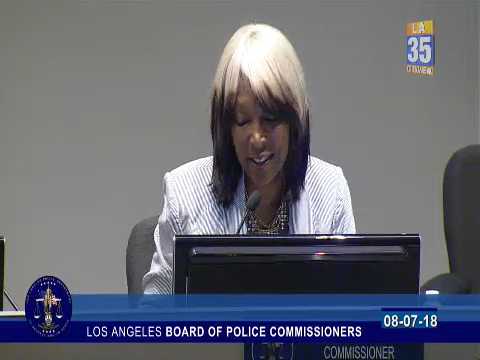 LA
35
LOS ANGELES BOARD OF POLICE COMMISSIONERS
08-07-18
COMMISSIONER